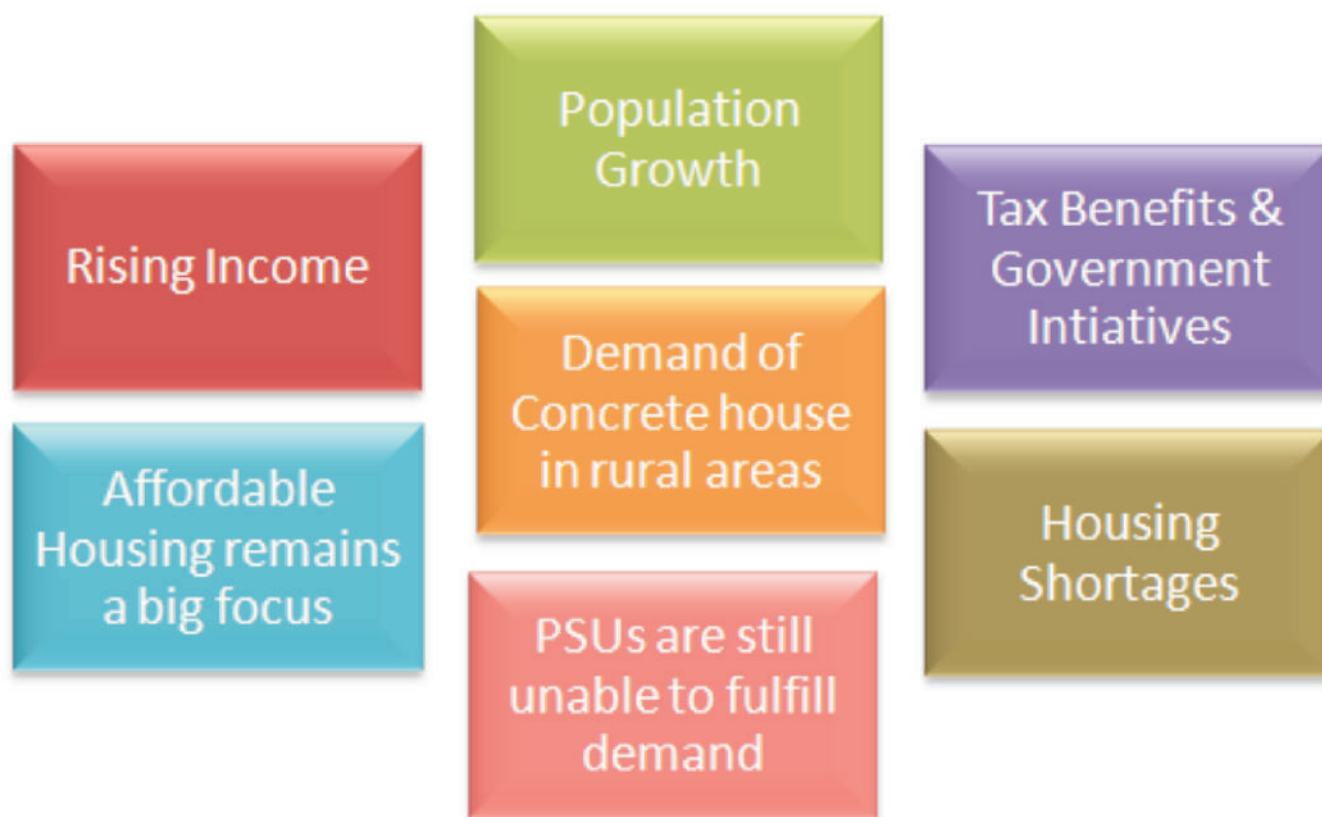 Population
Growth
Rising Income
Tax Benefits &
Government
Intiatives
Demand of
Concrete house
in rural areas
Affordable
Housing remains
a big focus
Housing
Shortages
PSUs are still
unable to fulfill
demand